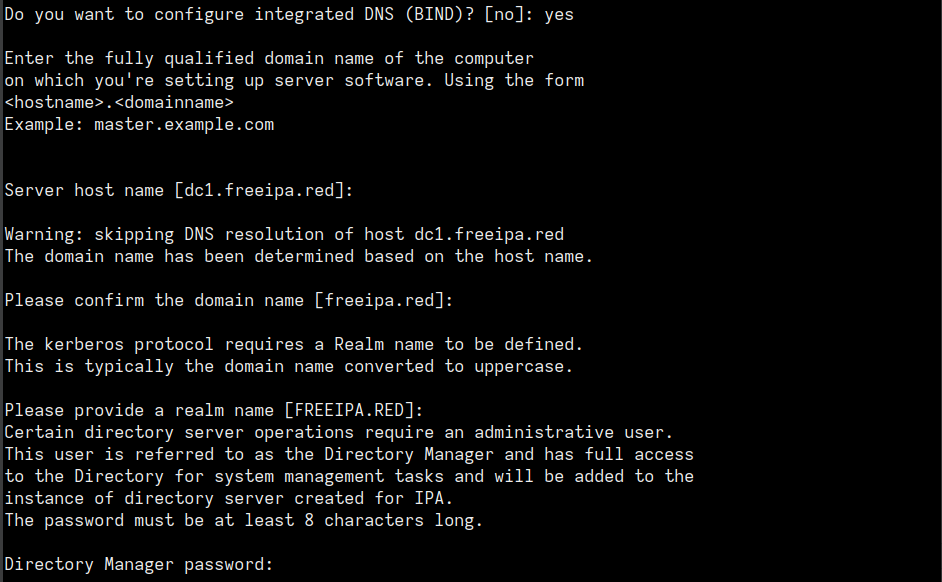 Do you want to configure integrated DNS (BIND)? [no]: yes
Enter the fully qualified domain name of the computer
on which you're setting up server software. Using the form
<hostname>.<domainname>
Example: master.example.com
Server host name [dc1.freeipa.red]:
Warning: skipping DNS resolution of host dc1.freeipa.red
The domain name has been determined based on the host name.
Please confirm the domain name [freeipa.red]:
The kerberos protocol requires a Realm name to be defined.
This is typically the domain name converted to uppercase.
Please provide a realm name [FREEIPA.RED]:
Certain directory server operations require an administrative user.
This user is referred to as the Directory Manager and has full access
to the Directory for system management tasks and will be added to the
instance of directory server created for IPA.
The password must be at least 8 characters long.
Directory Manager password: